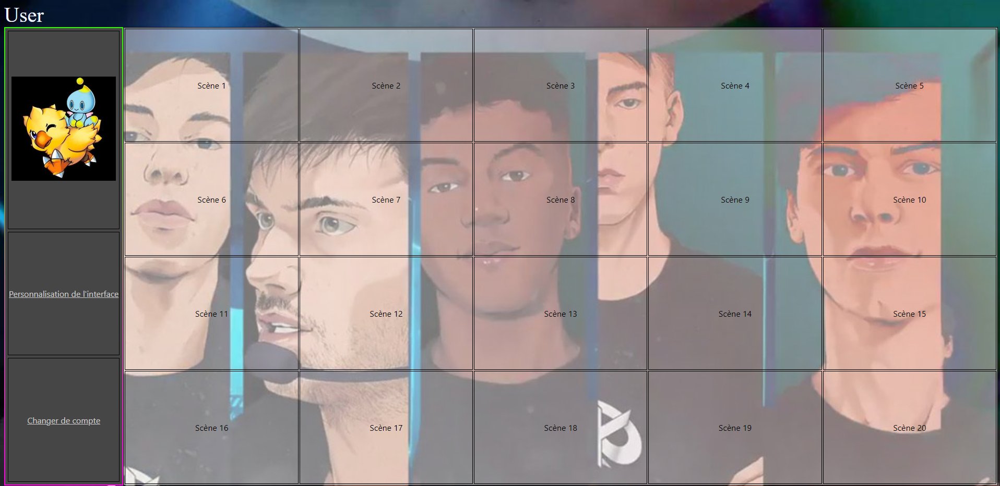 User
Scène 1
Scène 2
Scène 3
Scène 4
Scène 5
Scène 6
Scène 7
Scène 8
Scène 9
Scène 10
Personnalisation de l'interface
Scène 11
Scène 12
Scène 13
Scène 14
Scène 15
Changer de compte
Scène 16
Scène 17
Scène 18
Scène 19
Scène 20